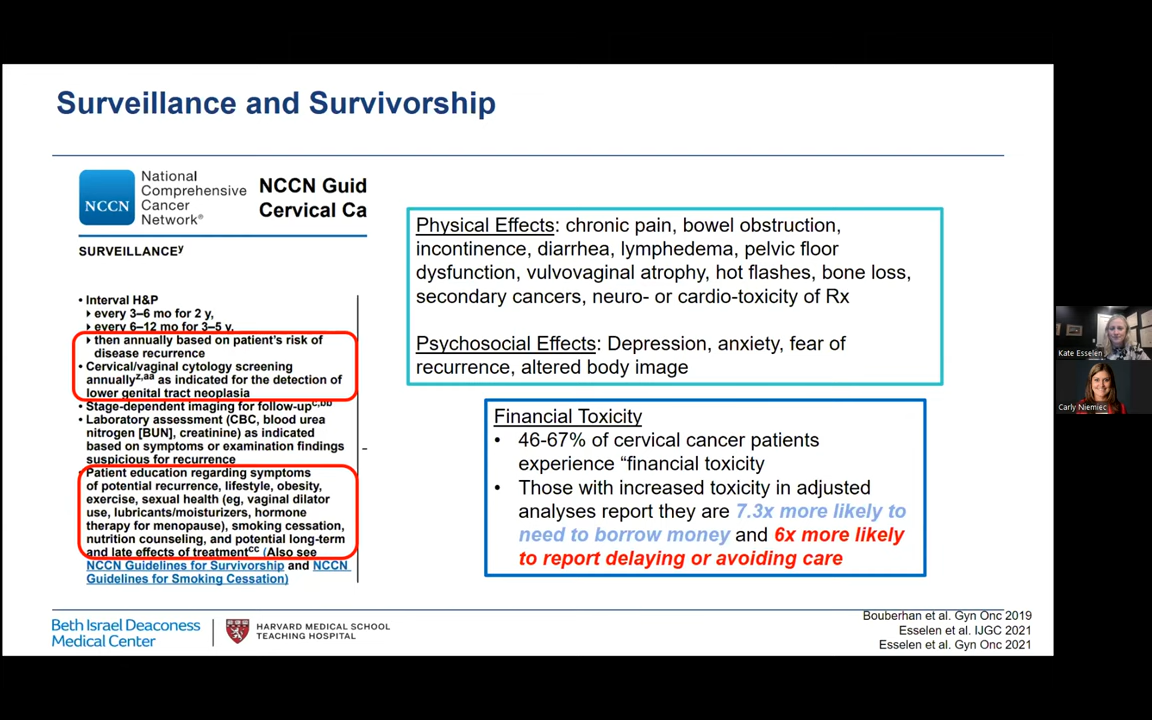 Surveillance and Survivorship
NCCN
National
Comprehensive
Cancer
Network®
NCCN Guid
Cervical Ca
SURVEILLANCEy
• Interval H&P
every 3–6 mo for 2 y,
every 6–12 mo for 3–5 y,
then annually based on patient's risk of
disease recurrence
• Cervical/vaginal cytology screening
annuallyz,aa as indicated for the detection of
lower genital tract neoplasia
• Stage-dependent imaging for follow-upc,bb
• Laboratory assessment (CBC, blood urea
nitrogen [BUN], creatinine) as indicated
based on symptoms or examination findings
suspicious for recurrence
• Patient education regarding symptoms
of potential recurrence, lifestyle, obesity,
exercise, sexual health (eg, vaginal dilator
use, lubricants/moisturizers, hormone
therapy for menopause), smoking cessation,
nutrition counseling, and potential long-term
and late effects of treatmentcc (Also see
NCCN Guidelines for Survivorship and NCCN
Guidelines for Smoking Cessation)
Physical Effects: chronic pain, bowel obstruction,
incontinence, diarrhea, lymphedema, pelvic floor
dysfunction, vulvovaginal atrophy, hot flashes, bone loss,
secondary cancers, neuro- or cardio-toxicity of Rx
Psychosocial Effects: Depression, anxiety, fear of
recurrence, altered body image
Financial Toxicity
• 46-67% of cervical cancer patients
experience “financial toxicity
• Those with increased toxicity in adjusted
analyses report they are 7.3x more likely to
need to borrow money and 6x more likely
to report delaying or avoiding care
Beth Israel Deaconess
Medical Center
HARVARD MEDICAL SCHOOL
TEACHING HOSPITAL
Bouberhan et al. Gyn Onc 2019
Esselen et al. IJGC 2021
Esselen et al. Gyn Onc 2021
Kate Esselen
Carly Niemiec